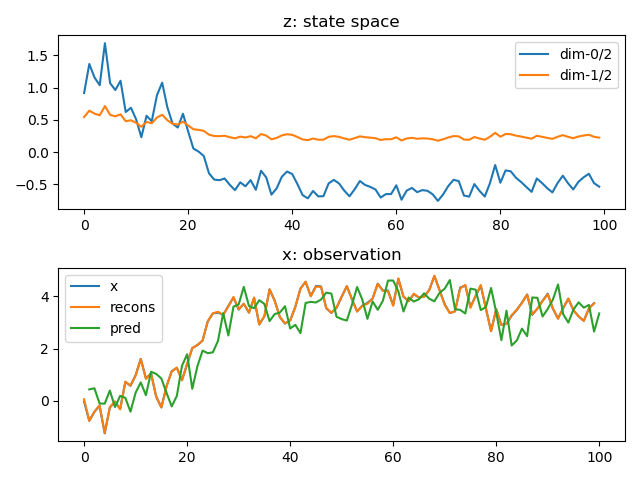 z: state space
dim-0/2
dim-1/2
1.5
1.0
0.5
0.0
−0.5
0 20 40 60 80 100
x: observation
x
recons
pred
4
2
0
0 20 40 60 80 100